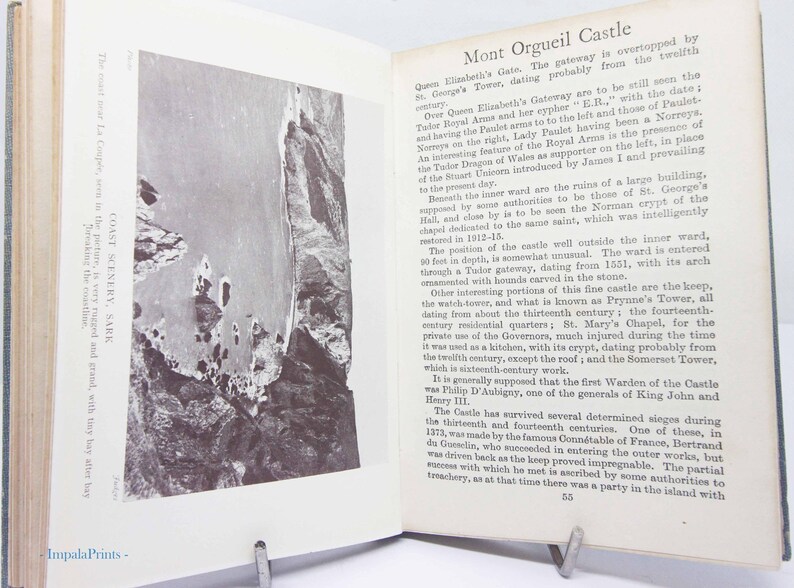 Photo
Judges
COAST SCENERY, SARK
The coast near La Coupée, seen in the picture, is very rugged and grand, with tiny bay after bay
[breaking the coastline.
- ImpalaPrints -
Mont Orgueil Castle
Queen Elizabeth's Gate. The gateway is overtopped by
St. George's Tower, dating probably from the twelfth
century.
Over Queen Elizabeth's Gateway are to be still seen the
Tudor Royal Arms and her cypher " E.R.," with the date ;
and having the Paulet arms to to the left and those of Paulet-
Norreys on the right, Lady Paulet having been a Norreys.
An interesting feature of the Royal Arms is the presence of
the Tudor Dragon of Wales as supporter on the left, in place
of the Stuart Unicorn introduced by James I and prevailing
to the present day.
Beneath the inner ward are the ruins of a large building,
supposed by some authorities to be those of St. George's
Hall, and close by is to be seen the Norman crypt of the
chapel dedicated to the same saint, which was intelligently
restored in 1912-15.
The position of the castle well outside the inner ward,
90 feet in depth, is somewhat unusual. The ward is entered
through a Tudor gateway, dating from 1551, with its arch
ornamented with hounds carved in the stone.
Other interesting portions of this fine castle are the keep,
the watch-tower, and what is known as Prynne's Tower, all
dating from about the thirteenth century ; the fourteenth-
century residential quarters ; St. Mary's Chapel, for the
private use of the Governors, much injured during the time
it was used as a kitchen, with its crypt, dating probably from
the twelfth century, except the roof ; and the Somerset Tower,
which is sixteenth-century work.
It is generally supposed that the first Warden of the Castle
was Philip D'Aubigny, one of the generals of King John and
Henry III.
The Castle has survived several determined sieges during
the thirteenth and fourteenth centuries. One of these, in
1373, was made by the famous Connétable of France, Bertrand
du Guesclin, who succeeded in entering the outer works, but
was driven back as the keep proved impregnable. The partial
success with which he met is ascribed by some authorities to
treachery, as at that time there was a party in the island with
55